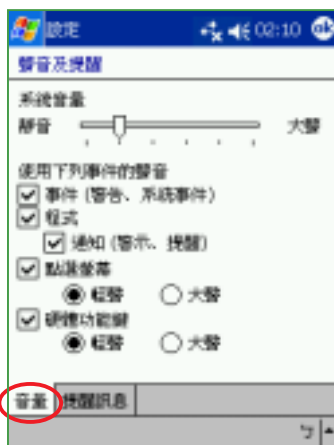 設定 02:10 ok
聲音及提醒
系統音量
靜音 大聲
使用下列事件的聲音
事件 (警告、系統事件)
程式
通知 (警示、提醒)
點選螢幕
輕聲 大聲
硬體功能鍵
輕聲 大聲
音量 提醒訊息
ㄅ